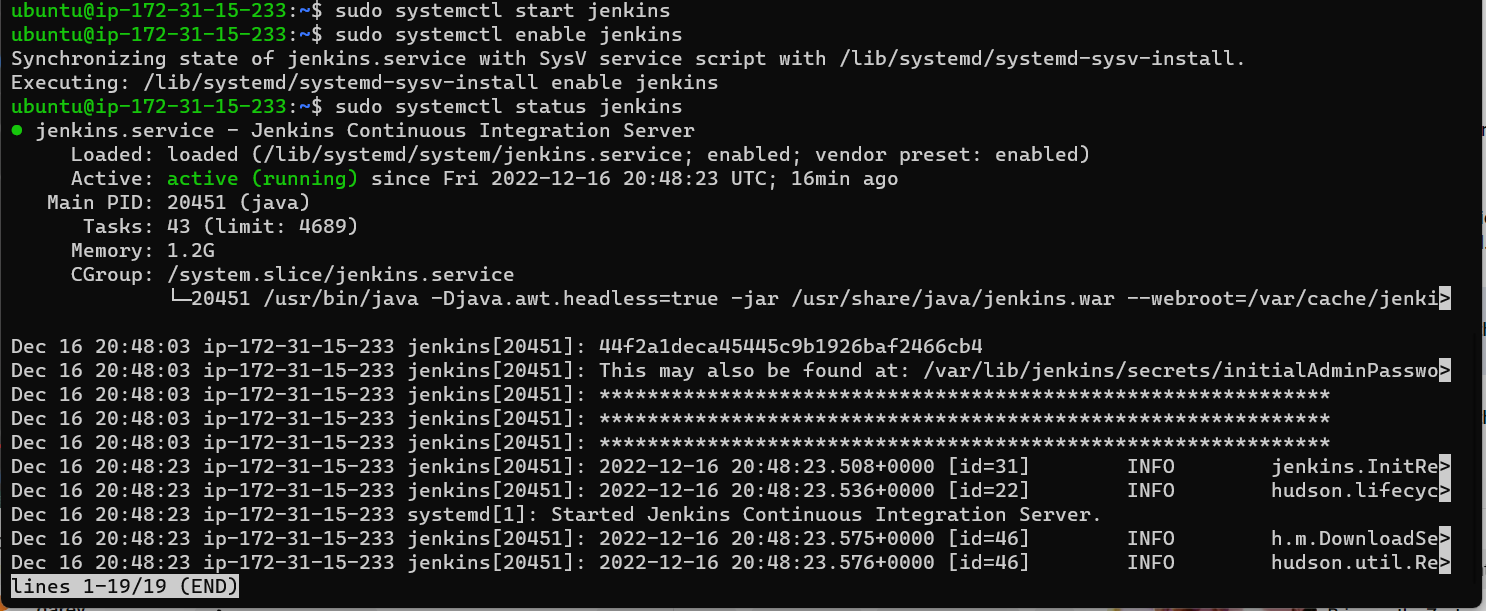 ubuntu@ip-172-31-15-233:~$ sudo systemctl start jenkins
ubuntu@ip-172-31-15-233:~$ sudo systemctl enable jenkins
Synchronizing state of jenkins.service with SysV service script with /lib/systemd/systemd-sysv-install.
Executing: /lib/systemd/systemd-sysv-install enable jenkins
ubuntu@ip-172-31-15-233:~$ sudo systemctl status jenkins
● jenkins.service - Jenkins Continuous Integration Server
     Loaded: loaded (/lib/systemd/system/jenkins.service; enabled; vendor preset: enabled)
     Active: active (running) since Fri 2022-12-16 20:48:23 UTC; 16min ago
   Main PID: 20451 (java)
      Tasks: 43 (limit: 4689)
     Memory: 1.2G
     CGroup: /system.slice/jenkins.service
             └─20451 /usr/bin/java -Djava.awt.headless=true -jar /usr/share/java/jenkins.war --webroot=/var/cache/jenki>
Dec 16 20:48:03 ip-172-31-15-233 jenkins[20451]: 44f2a1deca45445c9b1926baf2466cb4
Dec 16 20:48:03 ip-172-31-15-233 jenkins[20451]: This may also be found at: /var/lib/jenkins/secrets/initialAdminPasswo>
Dec 16 20:48:03 ip-172-31-15-233 jenkins[20451]: *************************************************************
Dec 16 20:48:03 ip-172-31-15-233 jenkins[20451]: *************************************************************
Dec 16 20:48:03 ip-172-31-15-233 jenkins[20451]: *************************************************************
Dec 16 20:48:23 ip-172-31-15-233 jenkins[20451]: 2022-12-16 20:48:23.508+0000 [id=31]        INFO        jenkins.InitRe>
Dec 16 20:48:23 ip-172-31-15-233 jenkins[20451]: 2022-12-16 20:48:23.536+0000 [id=22]        INFO        hudson.lifecyc>
Dec 16 20:48:23 ip-172-31-15-233 systemd[1]: Started Jenkins Continuous Integration Server.
Dec 16 20:48:23 ip-172-31-15-233 jenkins[20451]: 2022-12-16 20:48:23.575+0000 [id=46]        INFO        h.m.DownloadSe>
Dec 16 20:48:23 ip-172-31-15-233 jenkins[20451]: 2022-12-16 20:48:23.576+0000 [id=46]        INFO        hudson.util.Re>
lines 1-19/19 (END)